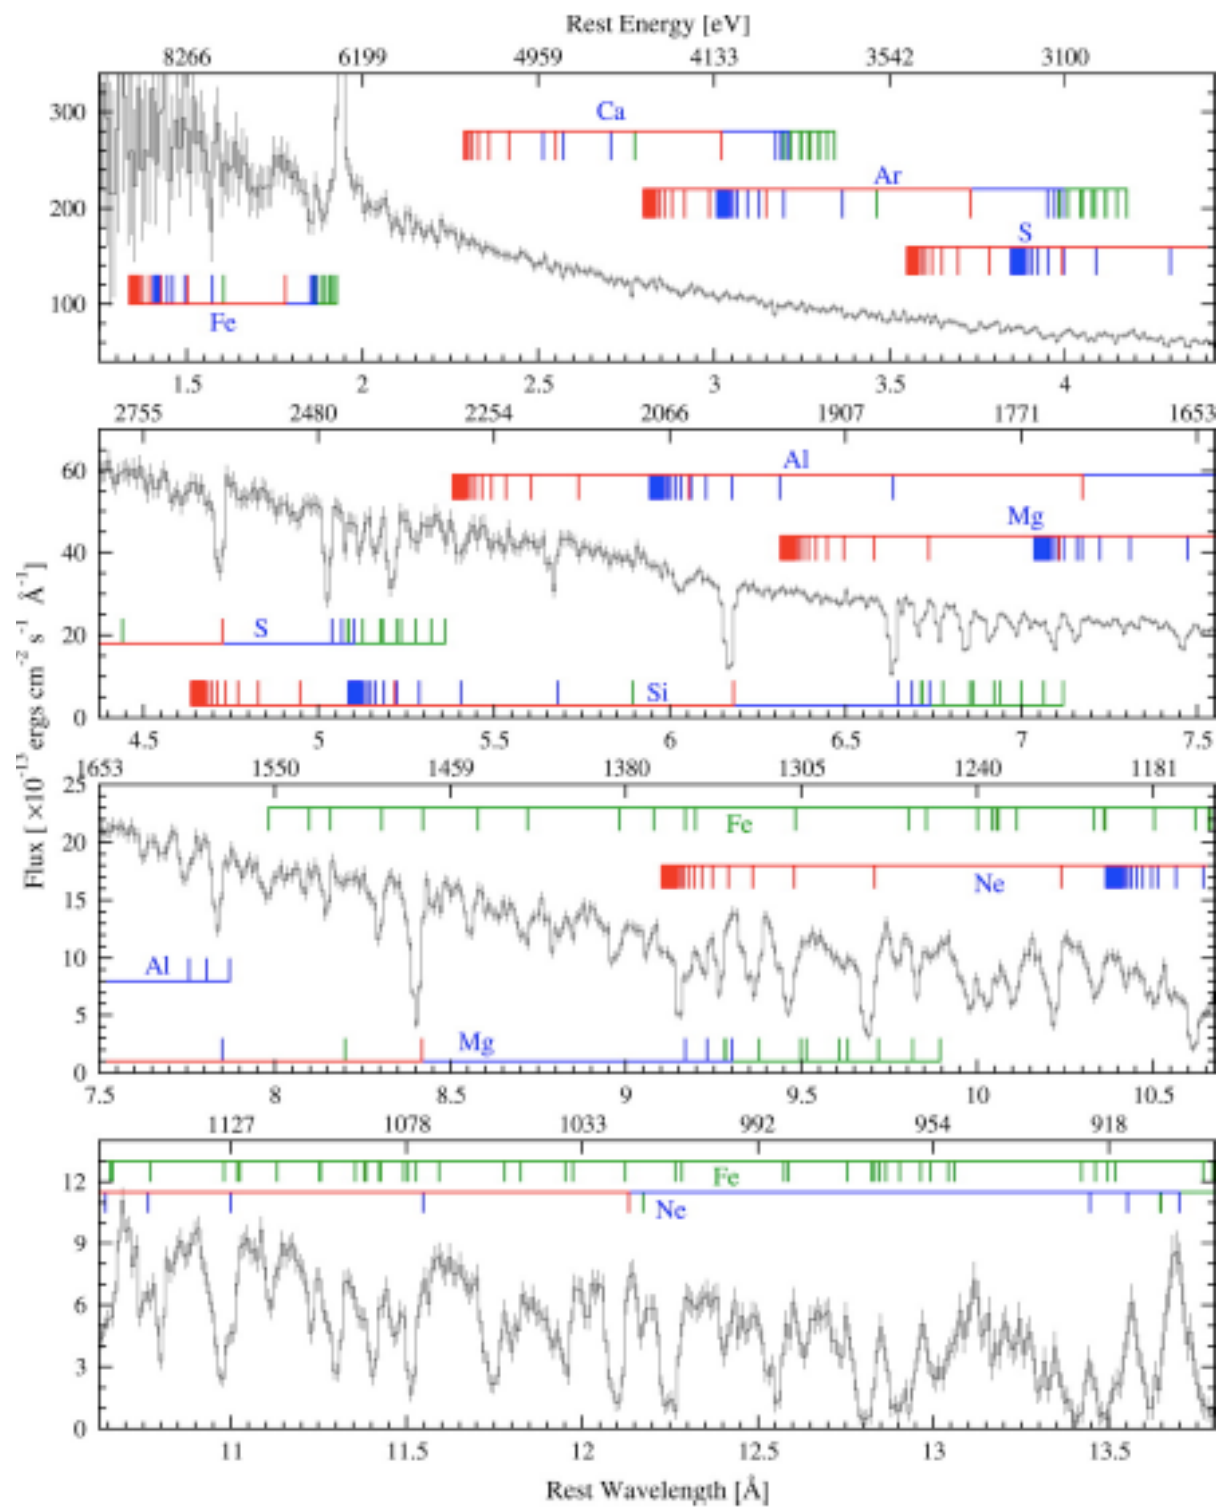 Rest Energy [eV]
8266 6199 4959 4133 3542 3100
300
200
100
Ca
Ar
S
Fe
1.5 2 2.5 3 3.5 4
2755 2480 2254 2066 1907 1771 1653
60
40
20
0
Al
Mg
S
Si
4.5 5 5.5 6 6.5 7 7.5
Flux [ ×10⁻¹³ ergs cm⁻² s⁻¹ Å⁻¹]
1653 1550 1459 1380 1305 1240 1181
25
20
15
10
5
0
Fe
Ne
Al
Mg
7.5 8 8.5 9 9.5 10 10.5
1127 1078 1033 992 954 918
12
9
6
3
0
Fe
Ne
11 11.5 12 12.5 13 13.5
Rest Wavelength [Å]